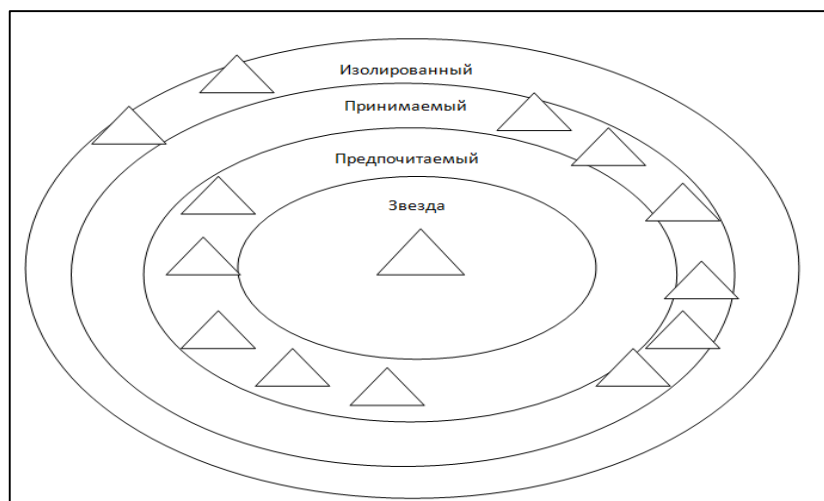 Изолированный
Принимаемый
Предпочитаемый
Звезда